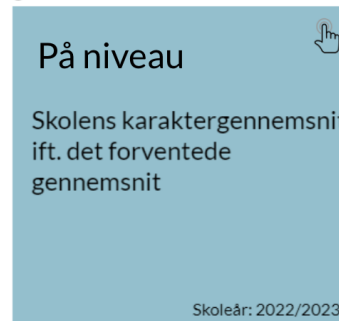 På niveau
Skolens karaktergennemsnit
ift. det forventede
gennemsnit
Skoleår: 2022/2023